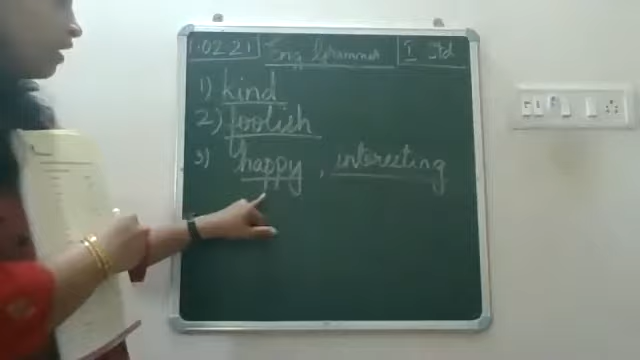 1.02.21 Eng Grammar I Std
1) kind
2) foolish
3) happy, interesting